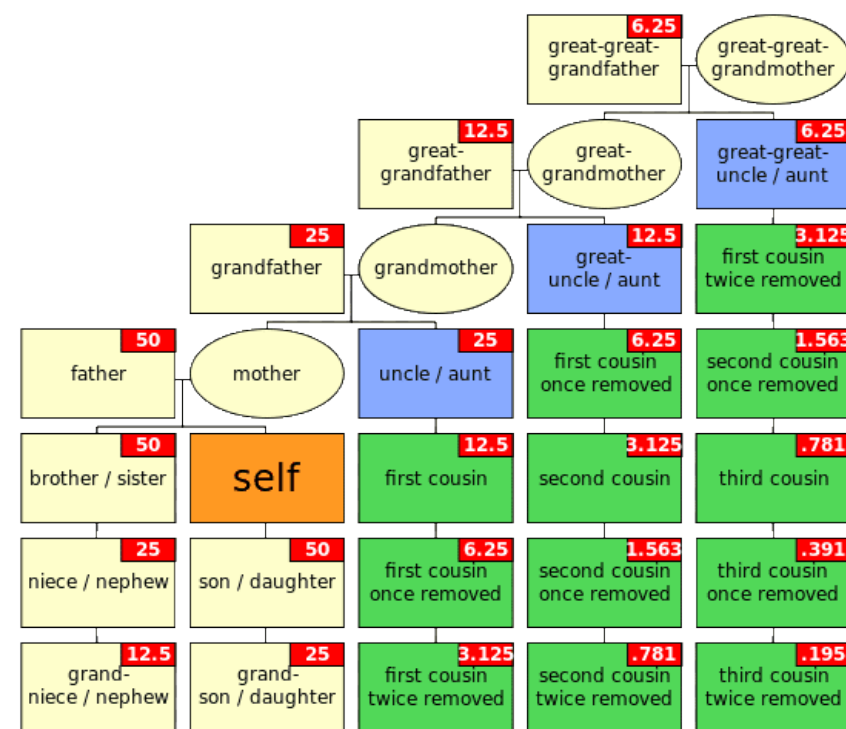 6.25
great-great-
grandfather
great-great-
grandmother
12.5
great-
grandfather
great-
grandmother
6.25
great-great-
uncle / aunt
25
grandfather
grandmother
12.5
great-
uncle / aunt
3.125
first cousin
twice removed
50
father
mother
25
uncle / aunt
6.25
first cousin
once removed
1.563
second cousin
once removed
50
brother / sister
self
12.5
first cousin
3.125
second cousin
.781
third cousin
25
niece / nephew
50
son / daughter
6.25
first cousin
once removed
1.563
second cousin
once removed
.391
third cousin
once removed
12.5
grand-
niece / nephew
25
grand-
son / daughter
3.125
first cousin
twice removed
.781
second cousin
twice removed
.195
third cousin
twice removed